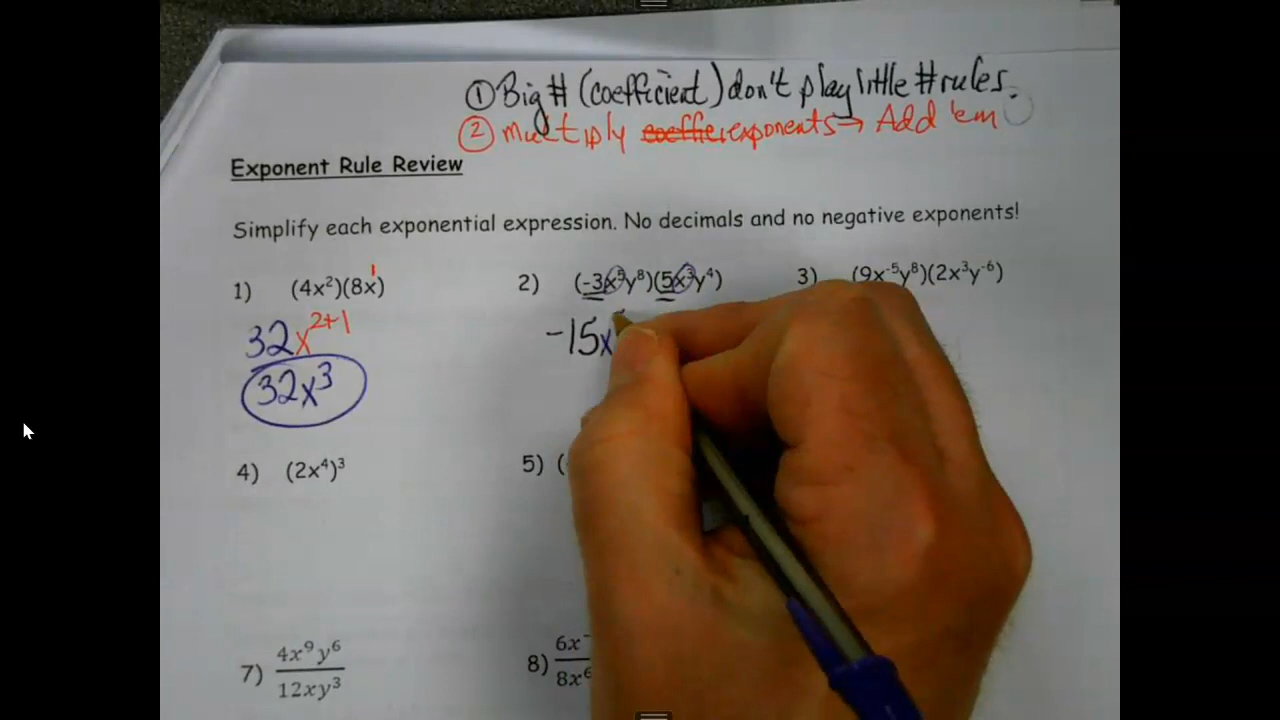 ① Big # (coefficient) don't play little # rules.
② Multiply exponents → Add 'em
Exponent Rule Review
Simplify each exponential expression. No decimals and no negative exponents!
1) (4x²)(8x¹) 2) (-3x⁵y⁸)(5x³y⁴) 3) (9x⁻⁵y⁸)(2x³y⁻⁶)
32x²⁺¹ -15x
32x³
4) (2x⁴)³ 5) (
7) 4x⁹y⁶ 8) 6x⁻
12xy³ 8x⁶